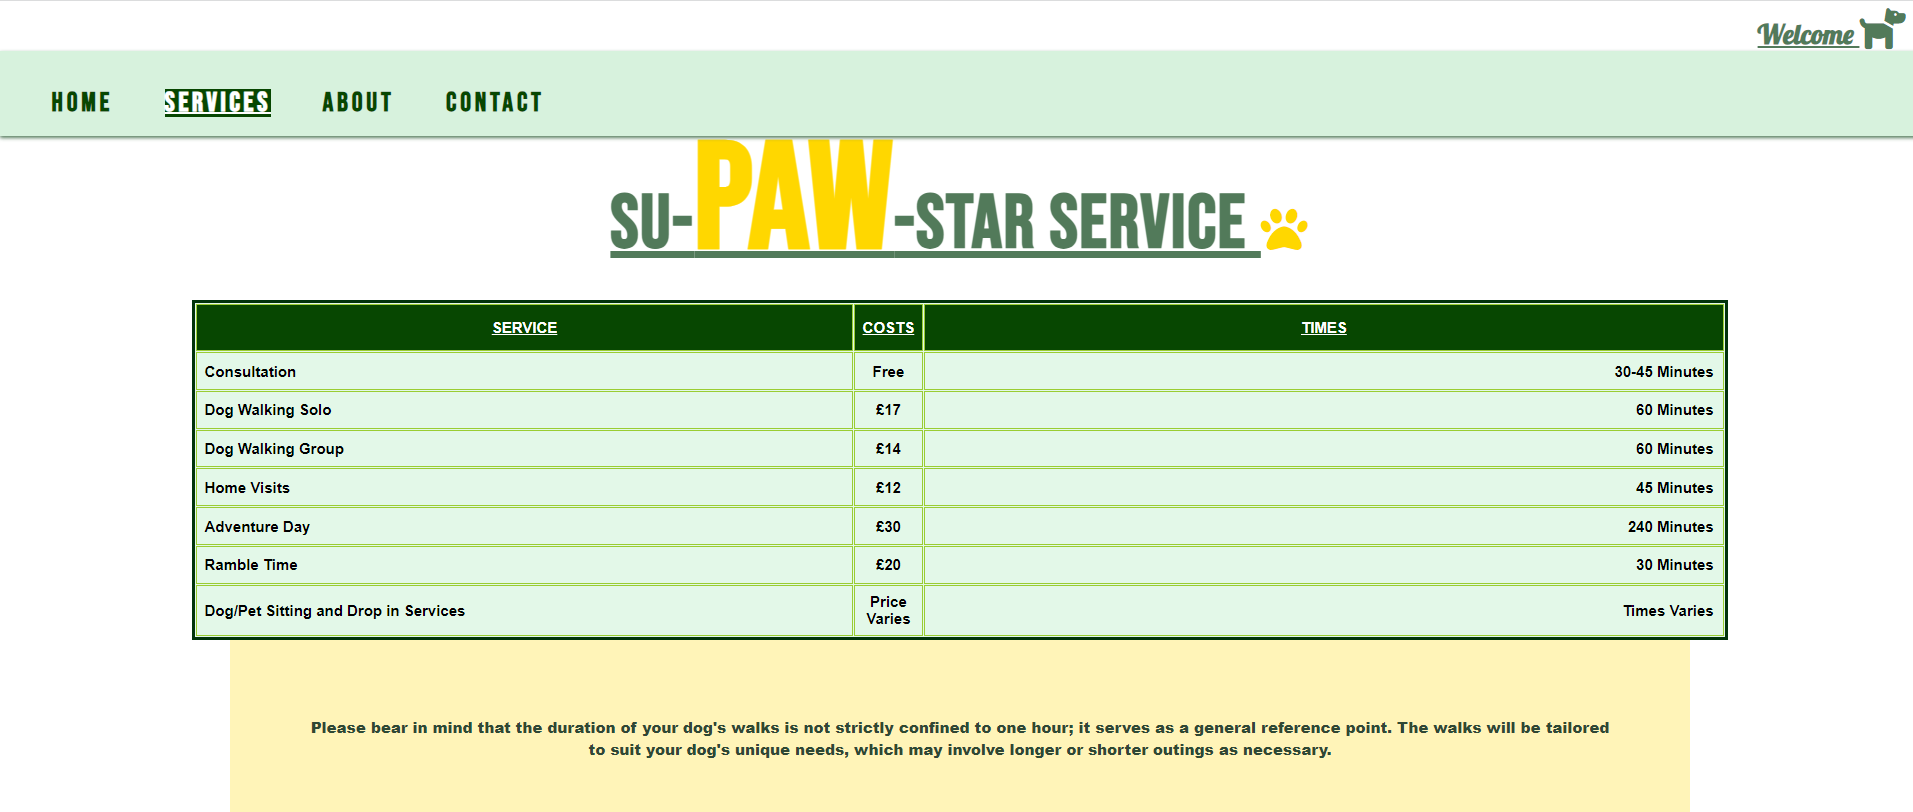 Welcome
HOME SERVICES ABOUT CONTACT
SU-PAW-STAR SERVICE
SERVICE COSTS TIMES
Consultation Free 30-45 Minutes
Dog Walking Solo £17 60 Minutes
Dog Walking Group £14 60 Minutes
Home Visits £12 45 Minutes
Adventure Day £30 240 Minutes
Ramble Time £20 30 Minutes
Dog/Pet Sitting and Drop in Services Price Varies Times Varies
Please bear in mind that the duration of your dog's walks is not strictly confined to one hour; it serves as a general reference point. The walks will be tailored
to suit your dog's unique needs, which may involve longer or shorter outings as necessary.